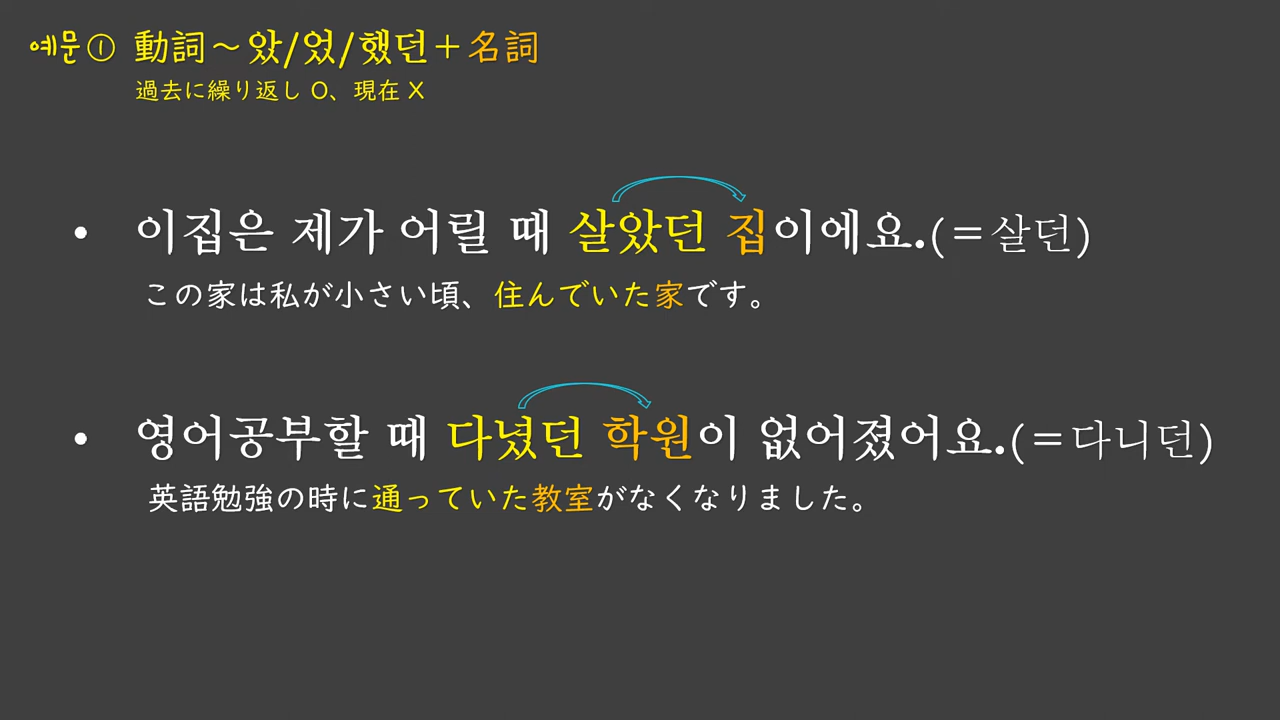 예문① 動詞～았/었/했던＋名詞
過去に繰り返し O、現在 X
• 이집은 제가 어릴 때 살았던 집이에요.(＝살던)
この家は私が小さい頃、住んでいた家です。
• 영어공부할 때 다녔던 학원이 없어졌어요.(＝다니던)
英語勉強の時に通っていた教室がなくなりました。